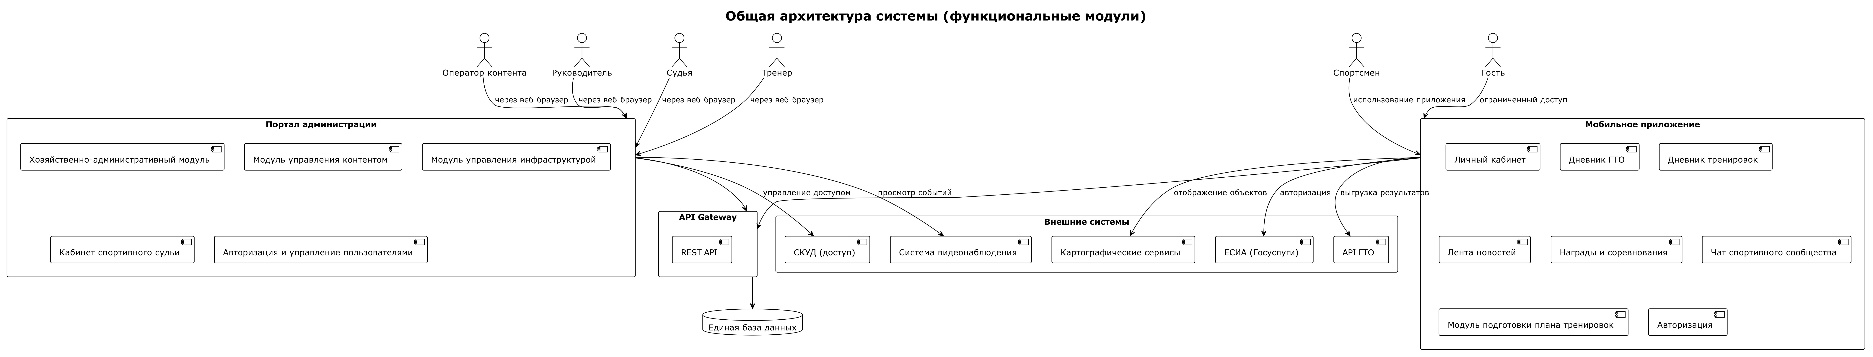 Общая архитектура системы (функциональные модули)
Оператор контента
Руководитель
Судья
Тренер
Спортсмен
Гость
через веб браузер
через веб браузер
через веб браузер
через веб браузер
использование приложения
ограниченный доступ
Портал администрации
Хозяйственно административный модуль
Модуль управления контентом
Модуль управления инфраструктурой
Кабинет спортивного судьи
Авторизация и управление пользователями
управление доступом
просмотр событий
отображение объектов
авторизация
выгрузка результатов
API Gateway
REST API
Единая база данных
Внешние системы
СКУД (доступ)
Система видеонаблюдения
Картографические сервисы
ЕСИА (Госуслуги)
API ГТО
Мобильное приложение
Личный кабинет
Дневник ГТО
Дневник тренировок
Лента новостей
Награды и соревнования
Чат спортивного сообщества
Модуль подготовки плана тренировок
Авторизация